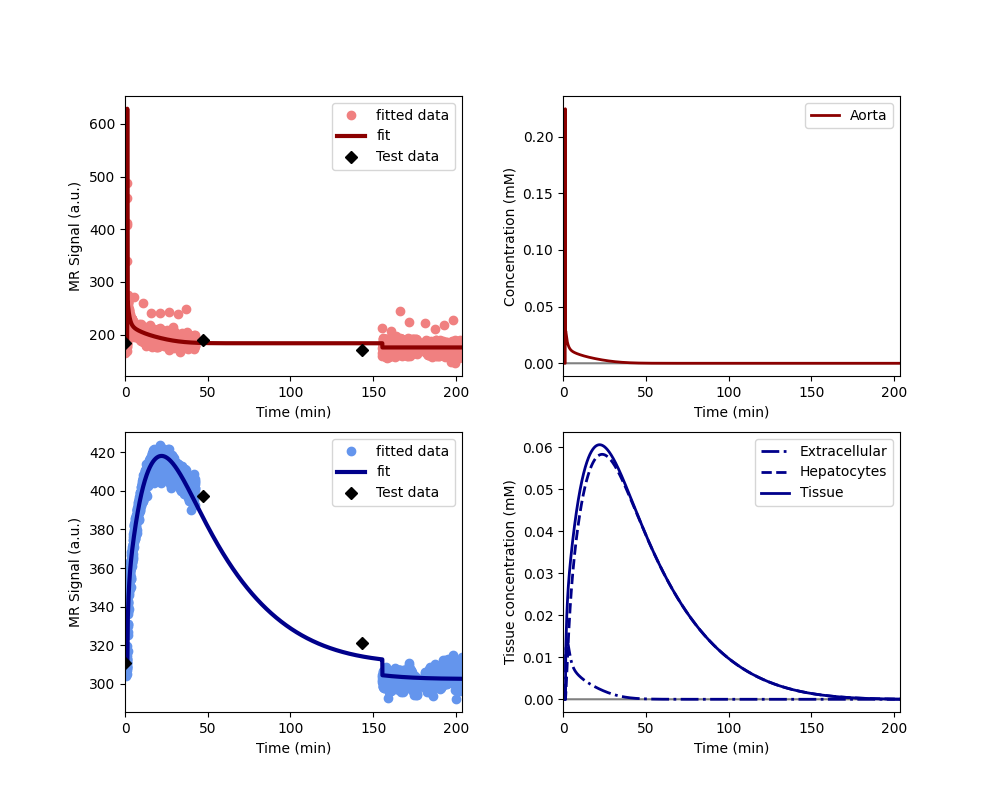 600
500
400
300
200
MR Signal (a.u.)
0 50 100 150 200
Time (min)
fitted data
fit
Test data
0.20
0.15
0.10
0.05
0.00
Concentration (mM)
0 50 100 150 200
Time (min)
Aorta
420
400
380
360
340
320
300
MR Signal (a.u.)
0 50 100 150 200
Time (min)
fitted data
fit
Test data
0.06
0.05
0.04
0.03
0.02
0.01
0.00
Tissue concentration (mM)
0 50 100 150 200
Time (min)
Extracellular
Hepatocytes
Tissue